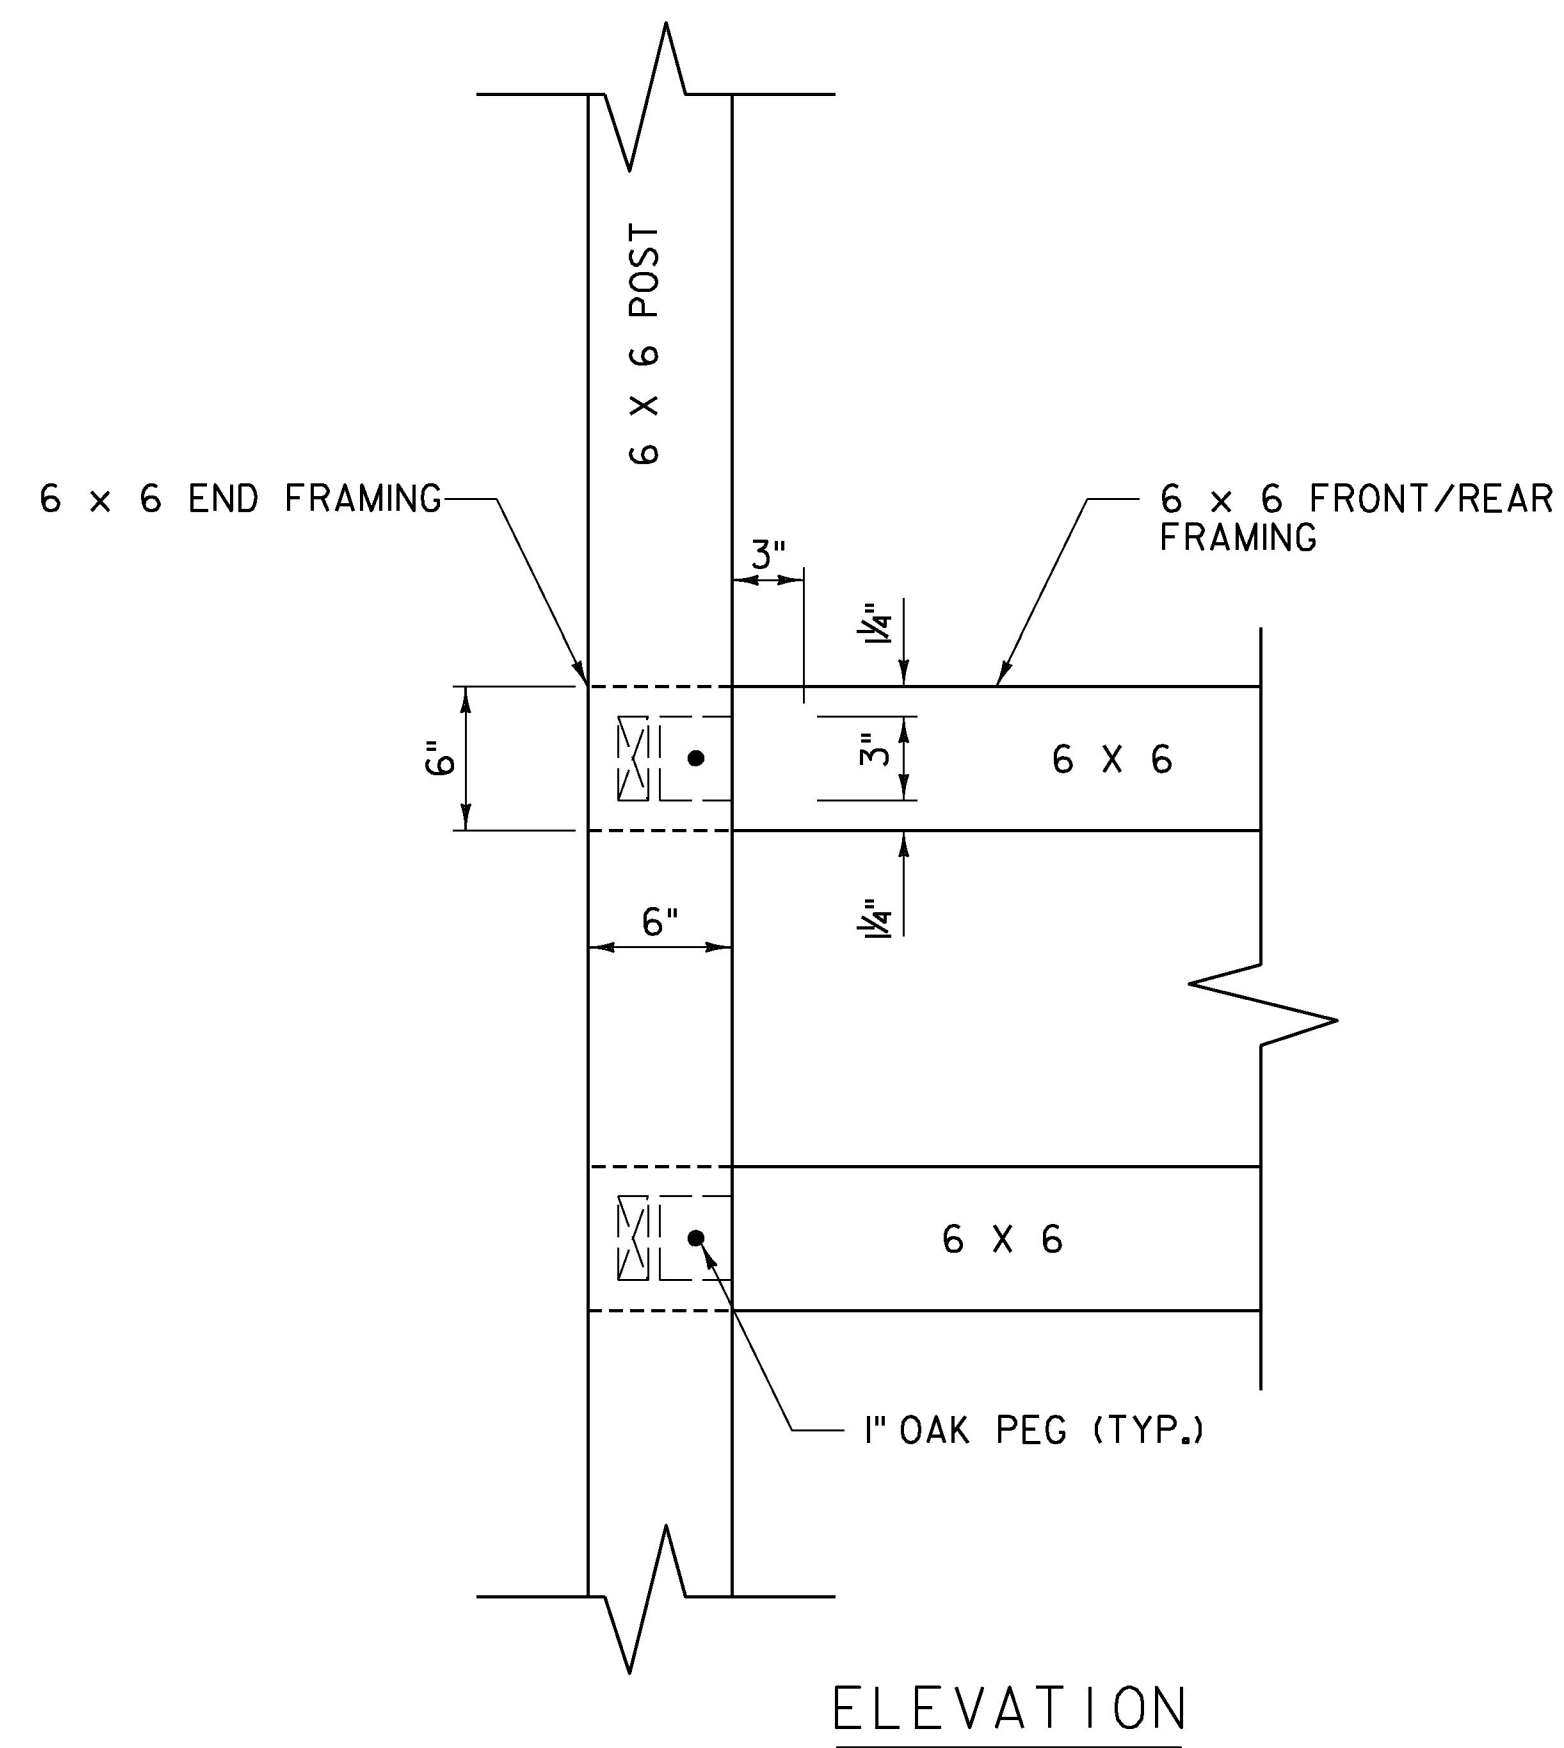 6 X 6 POST
6 x 6 END FRAMING
6 x 6 FRONT/REAR
FRAMING
3"
1¼"
6"
3"
6 X 6
6"
1¼"
6 X 6
1" OAK PEG (TYP.)
ELEVATION